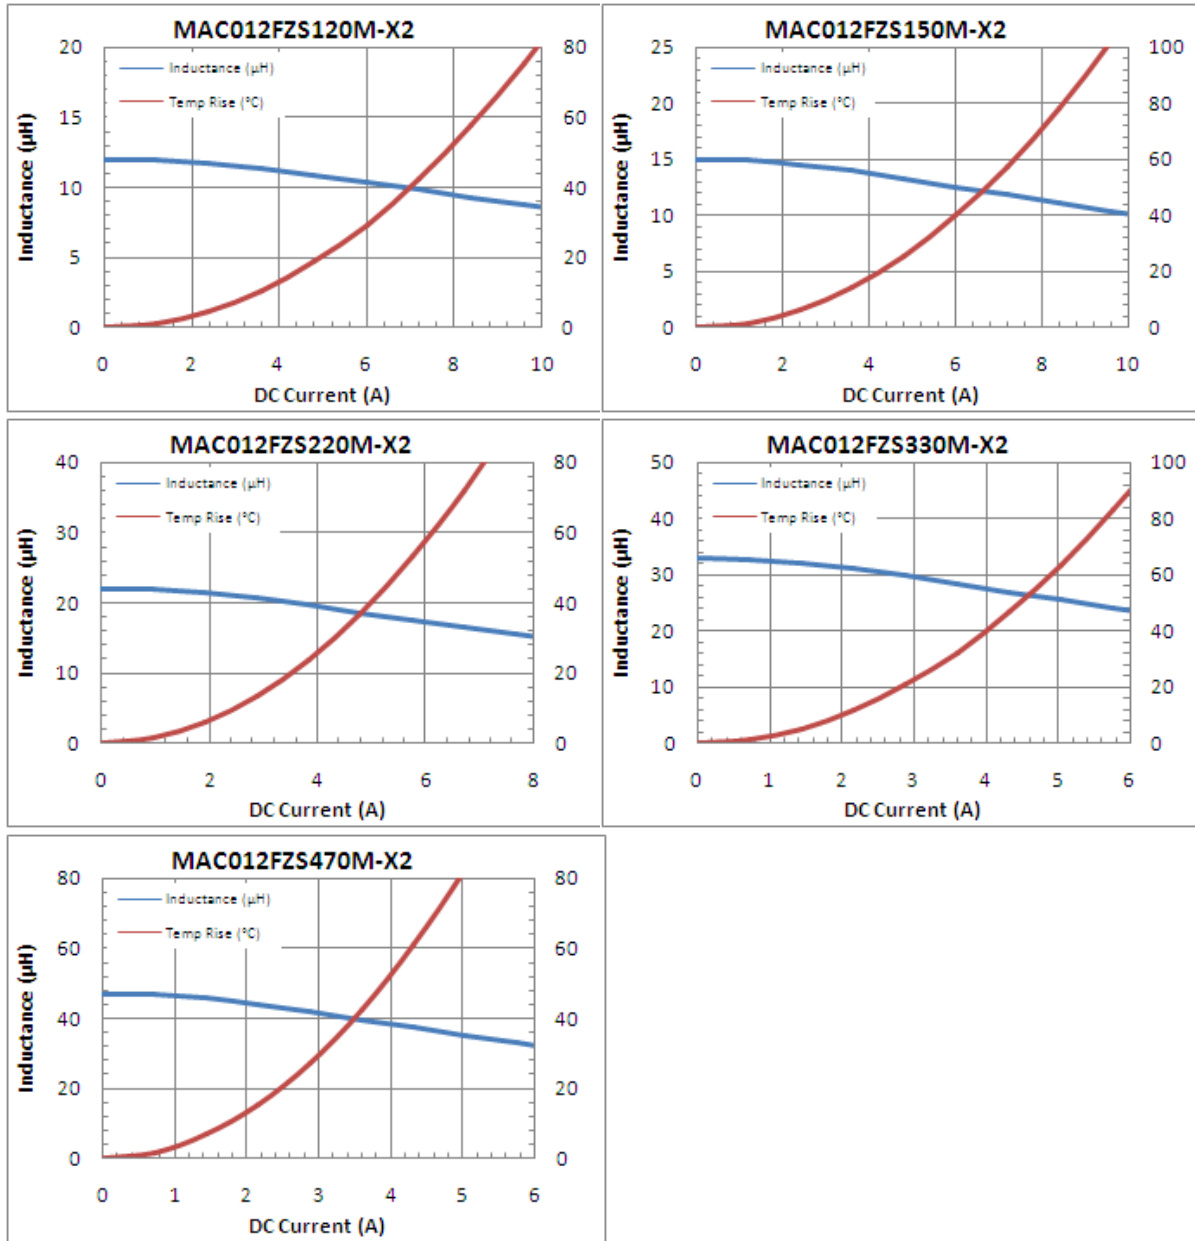 MAC012FZS120M-X2
Inductance (µH)
Temp Rise (°C)
Inductance (µH)
20
15
10
5
0
80
60
40
20
0
0 2 4 6 8 10
DC Current (A)
MAC012FZS150M-X2
Inductance (µH)
Temp Rise (°C)
Inductance (µH)
25
20
15
10
5
0
100
80
60
40
20
0
0 2 4 6 8 10
DC Current (A)
MAC012FZS220M-X2
Inductance (µH)
Temp Rise (°C)
Inductance (µH)
40
30
20
10
0
80
60
40
20
0
0 2 4 6 8
DC Current (A)
MAC012FZS330M-X2
Inductance (µH)
Temp Rise (°C)
Inductance (µH)
50
40
30
20
10
0
100
80
60
40
20
0
0 1 2 3 4 5 6
DC Current (A)
MAC012FZS470M-X2
Inductance (µH)
Temp Rise (°C)
Inductance (µH)
80
60
40
20
0
80
60
40
20
0
0 1 2 3 4 5 6
DC Current (A)